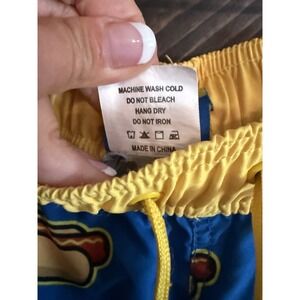 MACHINE WASH COLD
DO NOT BLEACH
HANG DRY
DO NOT IRON
MADE IN CHINA